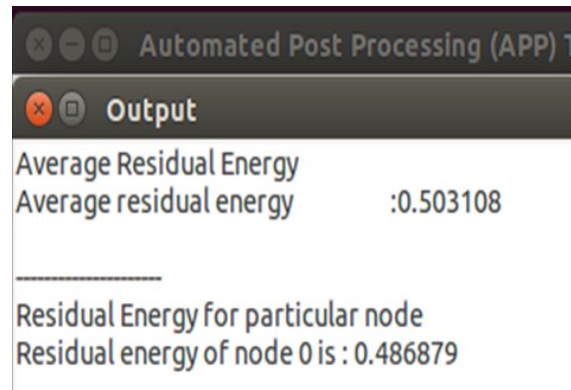 Automated Post Processing (APP)
Output
Average Residual Energy
Average residual energy :0.503108
---------------------
Residual Energy for particular node
Residual energy of node 0 is : 0.486879